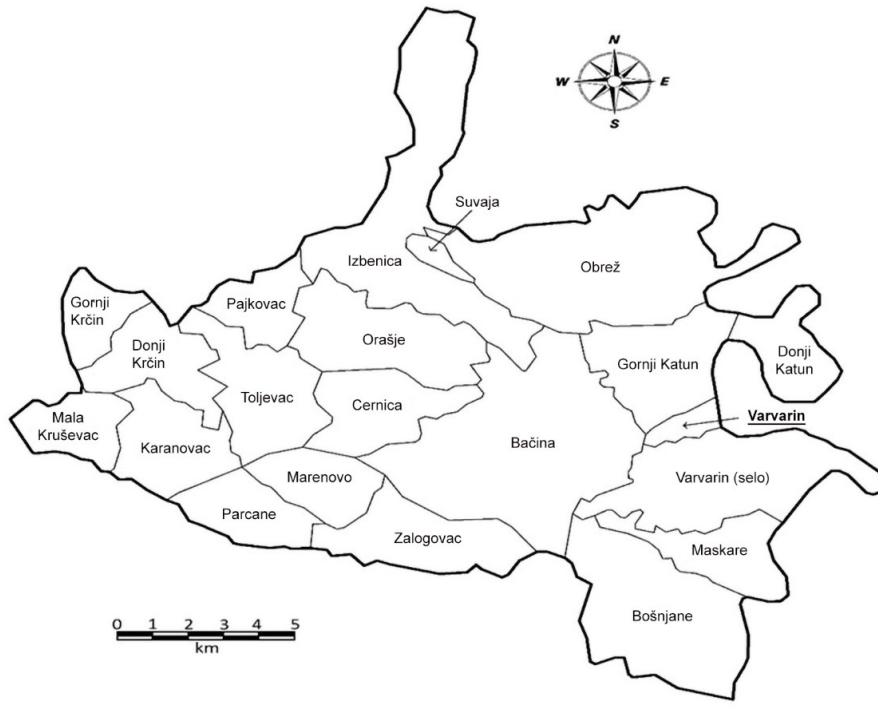 N
W E
S
Suvaja
Izbenica
Obrež
Gornji
Krčin
Pajkovac
Donji
Krčin
Orašje
Gornji Katun
Donji
Katun
Toljevac
Cernica
Mala
Kruševac
Varvarin
Karanovac
Bačina
Marenovo
Varvarin (selo)
Parcane
Zalogovac
Maskare
Bošnjane
0 1 2 3 4 5
km